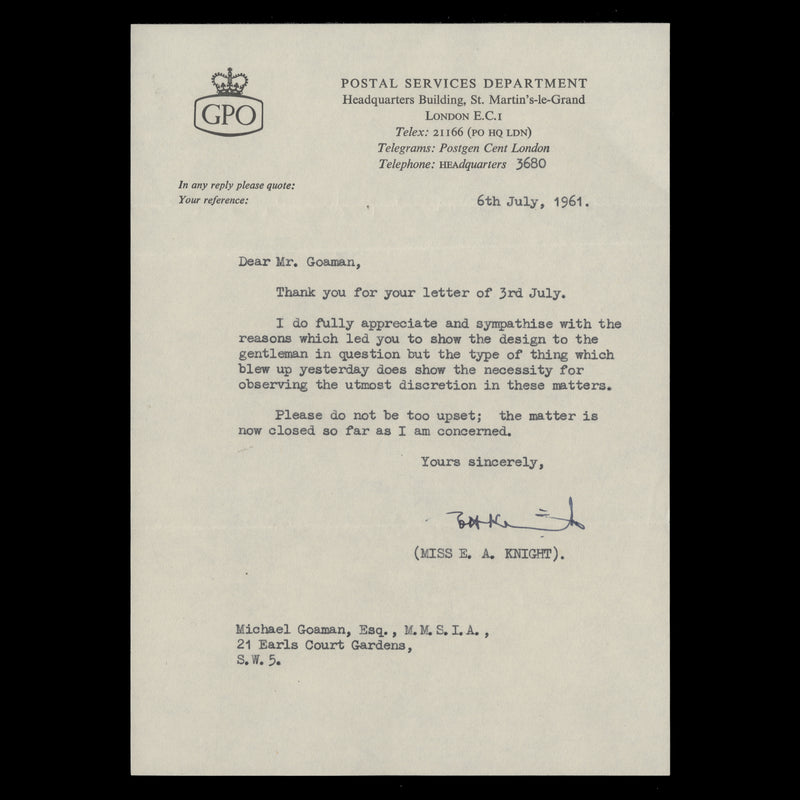 GPO
POSTAL SERVICES DEPARTMENT
Headquarters Building, St. Martin's-le-Grand
LONDON E.C.1
Telex: 21166 (PO HQ LDN)
Telegrams: Postgen Cent London
Telephone: HEAdquarters 3680
In any reply please quote:
Your reference:
6th July, 1961.
Dear Mr. Goaman,
Thank you for your letter of 3rd July.
I do fully appreciate and sympathise with the
reasons which led you to show the design to the
gentleman in question but the type of thing which
blew up yesterday does show the necessity for
observing the utmost discretion in these matters.
Please do not be too upset; the matter is
now closed so far as I am concerned.
Yours sincerely,
(MISS E. A. KNIGHT).
Michael Goaman, Esq., M.M.S.I.A.,
21 Earls Court Gardens,
S.W.5.